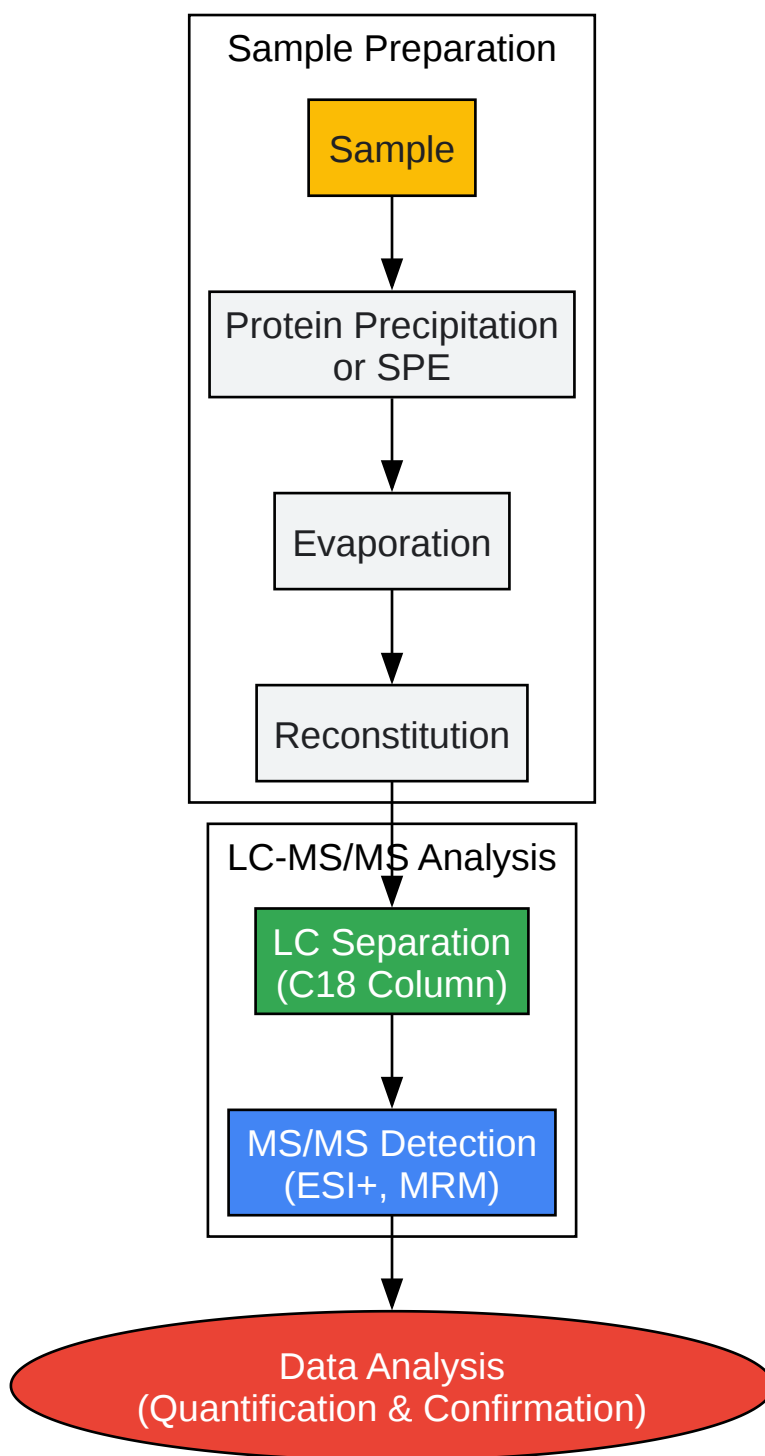 Sample Preparation
Sample
Protein Precipitation
or SPE
Evaporation
Reconstitution
LC-MS/MS Analysis
LC Separation
(C18 Column)
MS/MS Detection
(ESI+, MRM)
Data Analysis
(Quantification & Confirmation)